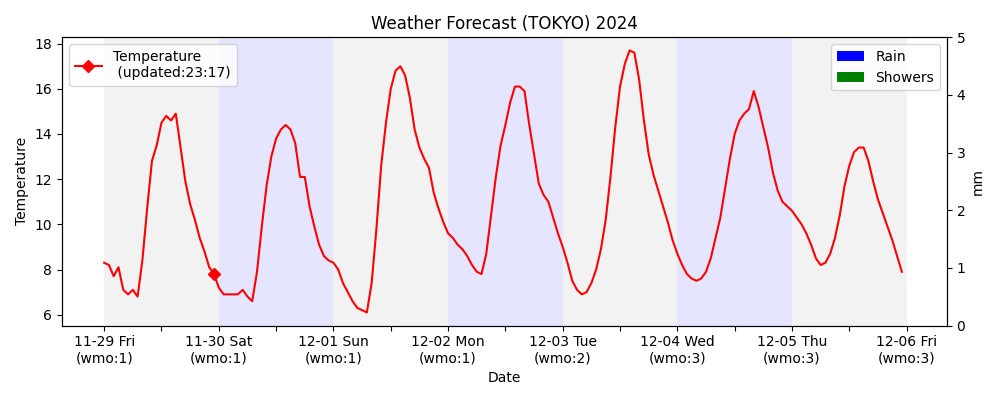 Weather Forecast (TOKYO) 2024
Temperature
(updated:23:17)
Rain
Showers
18
16
14
12
10
8
6
Temperature
5
4
3
2
1
0
mm
11-29 Fri
(wmo:1)
11-30 Sat
(wmo:1)
12-01 Sun
(wmo:1)
12-02 Mon
(wmo:1)
12-03 Tue
(wmo:2)
12-04 Wed
(wmo:3)
12-05 Thu
(wmo:3)
12-06 Fri
(wmo:3)
Date